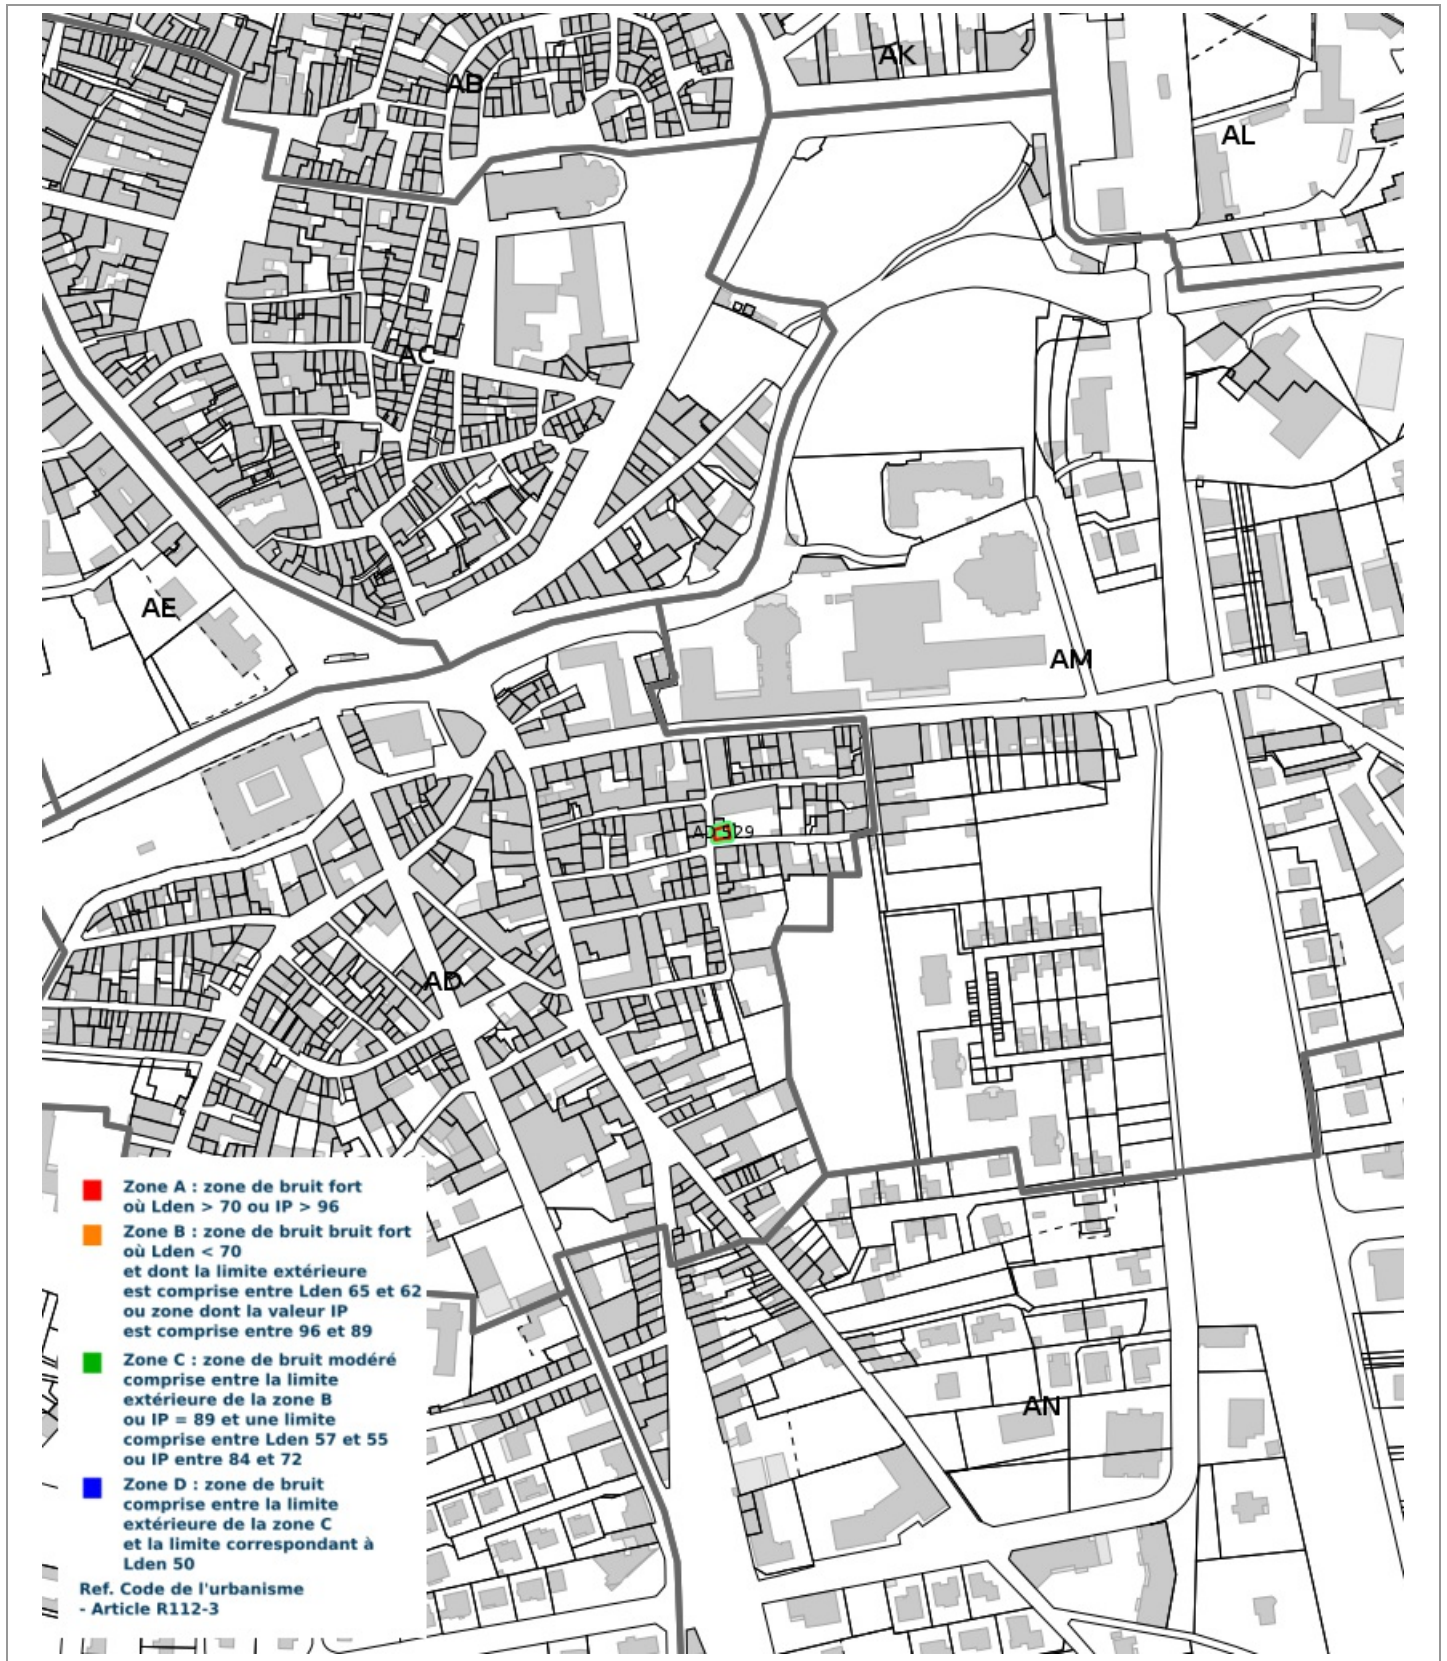 AB
AK
AL
AC
AE
AM
AD 529
AD
AN
Zone A : zone de bruit fort
où Lden > 70 ou IP > 96
Zone B : zone de bruit bruit fort
où Lden < 70
et dont la limite extérieure
est comprise entre Lden 65 et 62
ou zone dont la valeur IP
est comprise entre 96 et 89
Zone C : zone de bruit modéré
comprise entre la limite
extérieure de la zone B
ou IP = 89 et une limite
comprise entre Lden 57 et 55
ou IP entre 84 et 72
Zone D : zone de bruit
comprise entre la limite
extérieure de la zone C
et la limite correspondant à
Lden 50
Ref. Code de l'urbanisme
- Article R112-3